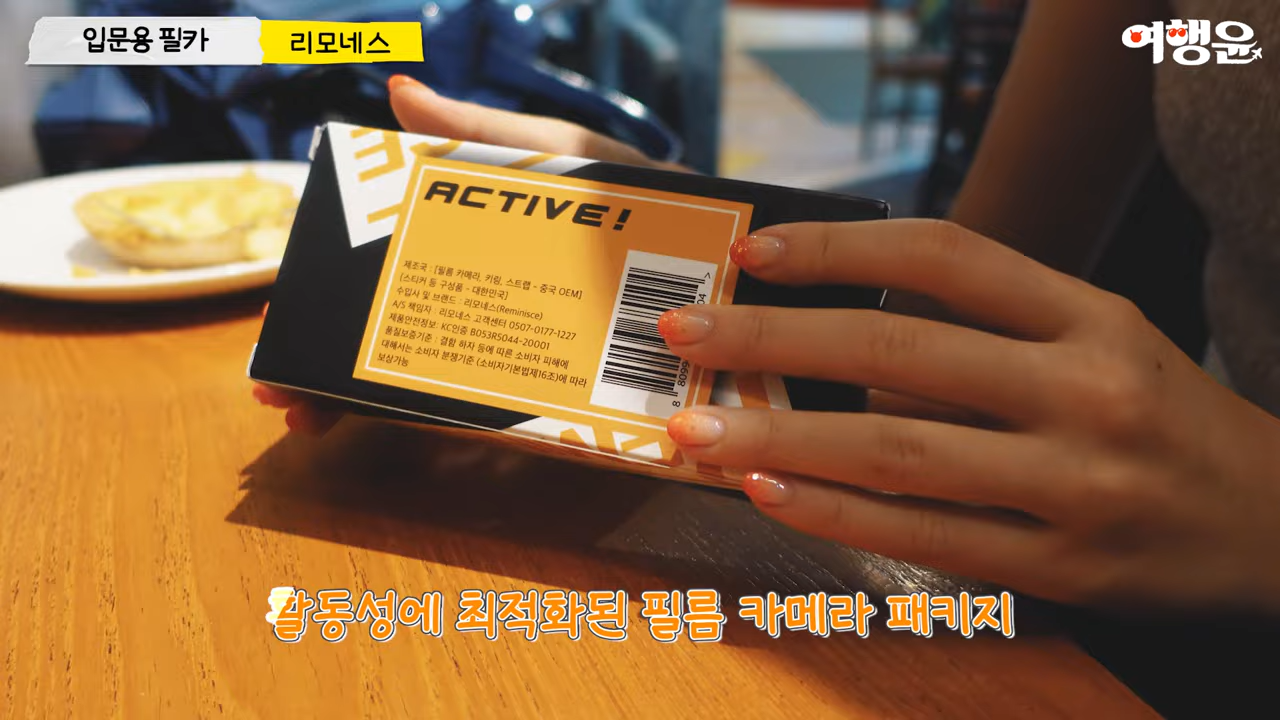 입문용 필카
리모네스
여행윤
ACTIVE!
제조국 : [필름 카메라, 키링, 스트랩 - 중국 OEM]
[스티커 등 구성품 - 대한민국]
수입사 및 브랜드 : 리모네스(Reminisce)
A/S 책임자 : 리모네스 고객센터 0507-0177-1227
제품안전정보: KC인증 B053R5044-20001
품질보증기준 : 결함 하자 등에 따른 소비자 피해에
대해서는 소비자 분쟁기준 (소비자기본법제16조)에 따라
보상가능
활동성에 최적화된 필름 카메라 패키지